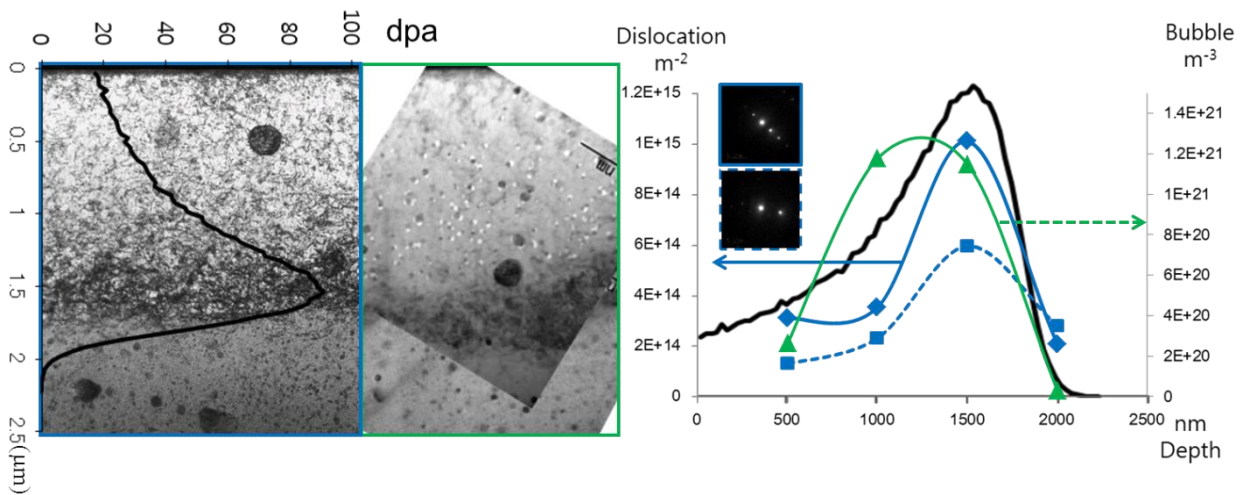 0 20 40 60 80 100
dpa
0
0.5
1
1.5
2
2.5 (μm)
nm
Dislocation
m-2
1.2E+15
1E+15
8E+14
6E+14
4E+14
2E+14
0
0 500 1000 1500 2000 2500
nm
Depth
Bubble
m-3
1.4E+21
1.2E+21
1E+21
8E+20
6E+20
4E+20
2E+20
0